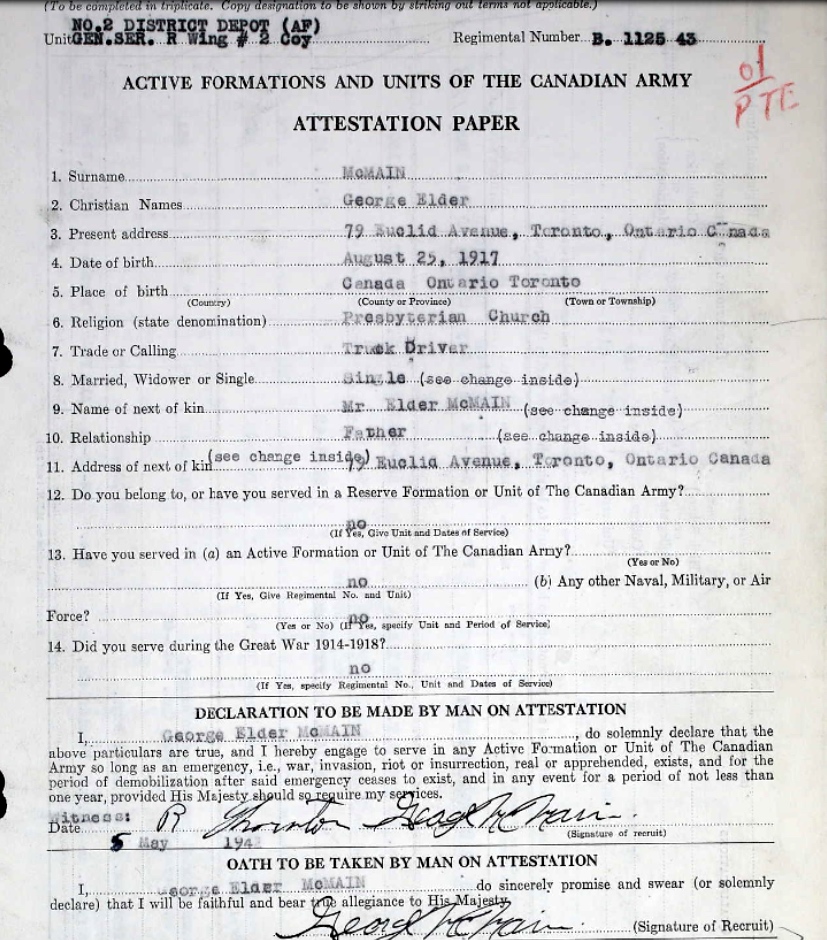 (To be completed in triplicate. Copy designation to be shown by striking out terms not applicable.)
NO.2 DISTRICT DEPOT (AF)
Unit GEN.SER. R Wing # 2 Coy Regimental Number B. 1125 43
01
PTE
ACTIVE FORMATIONS AND UNITS OF THE CANADIAN ARMY
ATTESTATION PAPER
1. Surname McMAIN
2. Christian Names George Elder
3. Present address 79 Euclid Avenue, Toronto, Ontario Canada
4. Date of birth August 25, 1917
5. Place of birth Canada Ontario Toronto
(Country) (County or Province) (Town or Township)
6. Religion (state denomination) Presbyterian Church
7. Trade or Calling Truck Driver
8. Married, Widower or Single Single (see change inside)
9. Name of next of kin Mr Elder McMAIN (see change inside)
10. Relationship Father (see change inside)
11. Address of next of kin (see change inside) 79 Euclid Avenue, Toronto, Ontario Canada
12. Do you belong to, or have you served in a Reserve Formation or Unit of The Canadian Army?
no
(If Yes, Give Unit and Dates of Service)
13. Have you served in (a) an Active Formation or Unit of The Canadian Army?
(Yes or No)
no (b) Any other Naval, Military, or Air
(If Yes, Give Regimental No. and Unit)
Force? no
(Yes or No) (If Yes, specify Unit and Period of Service)
14. Did you serve during the Great War 1914-1918?
no
(If Yes, specify Regimental No., Unit and Dates of Service)
DECLARATION TO BE MADE BY MAN ON ATTESTATION
I, George Elder McMAIN, do solemnly declare that the
above particulars are true, and I hereby engage to serve in any Active Formation or Unit of The Canadian
Army so long as an emergency, i.e., war, invasion, riot or insurrection, real or apprehended, exists, and for the
period of demobilization after said emergency ceases to exist, and in any event for a period of not less than
one year, provided His Majesty should so require my services.
Witness: R Thornton George McMain
Date 5 May 194 (Signature of recruit)
OATH TO BE TAKEN BY MAN ON ATTESTATION
I, George Elder McMAIN do sincerely promise and swear (or solemnly
declare) that I will be faithful and bear true allegiance to His Majesty.
George McMain (Signature of Recruit)